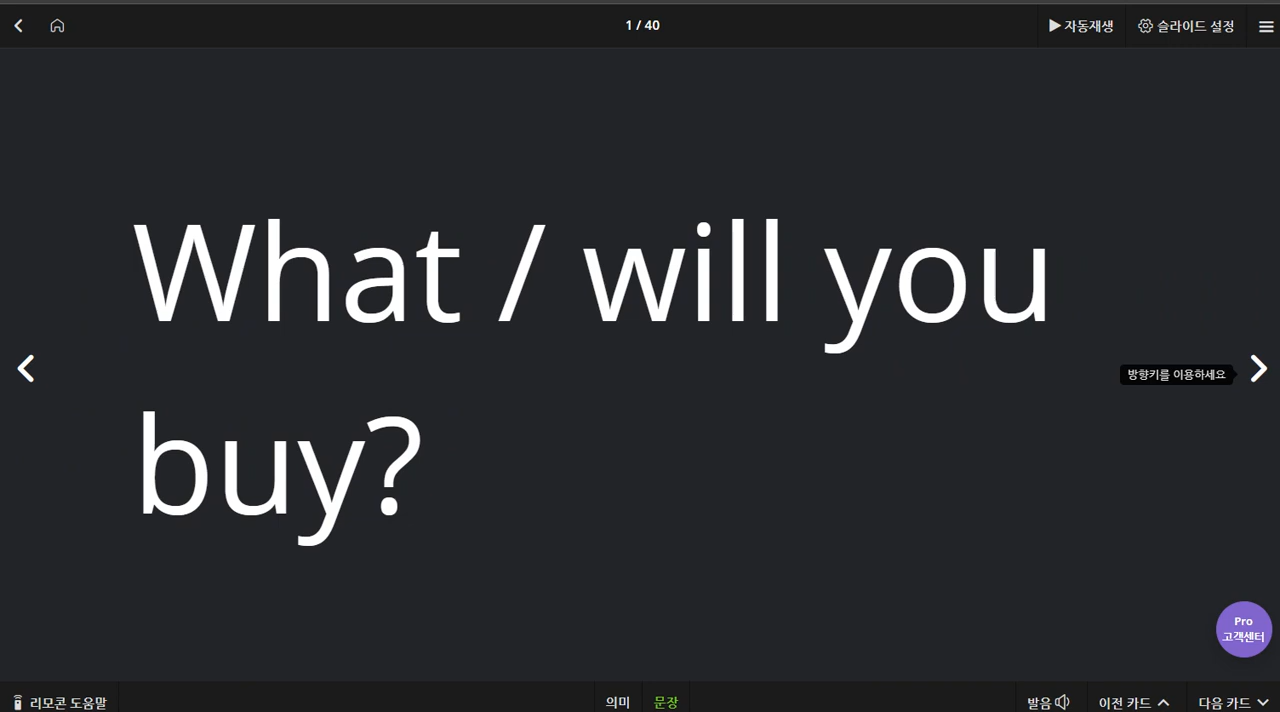 1 / 40
자동재생
슬라이드 설정
What / will you
buy?
방향키를 이용하세요
Pro
고객센터
리모콘 도움말
의미
문장
발음
이전 카드
다음 카드